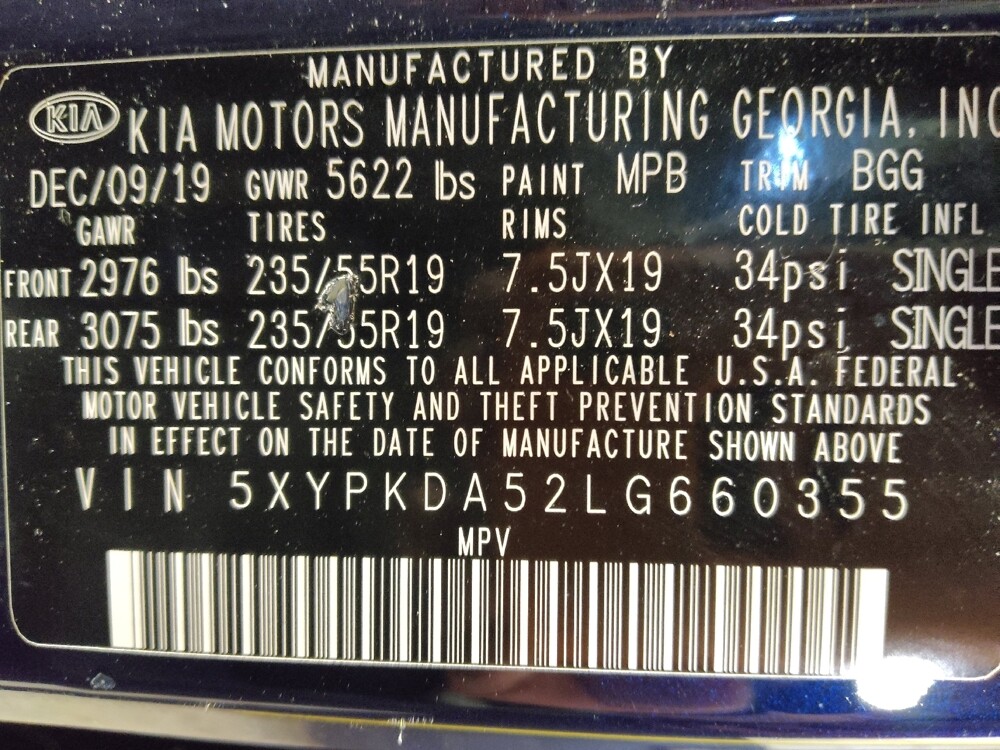 MANUFACTURED BY
KIA KIA MOTORS MANUFACTURING GEORGIA, INC
DEC/09/19 GVWR 5622 lbs PAINT MPB TRIM BGG
GAWR TIRES RIMS COLD TIRE INFL
FRONT 2976 lbs 235/55R19 7.5JX19 34psi SINGLE
REAR 3075 lbs 235/55R19 7.5JX19 34psi SINGLE
THIS VEHICLE CONFORMS TO ALL APPLICABLE U.S.A. FEDERAL
MOTOR VEHICLE SAFETY AND THEFT PREVENTION STANDARDS
IN EFFECT ON THE DATE OF MANUFACTURE SHOWN ABOVE
VIN 5XYPKDA52LG660355
MPV